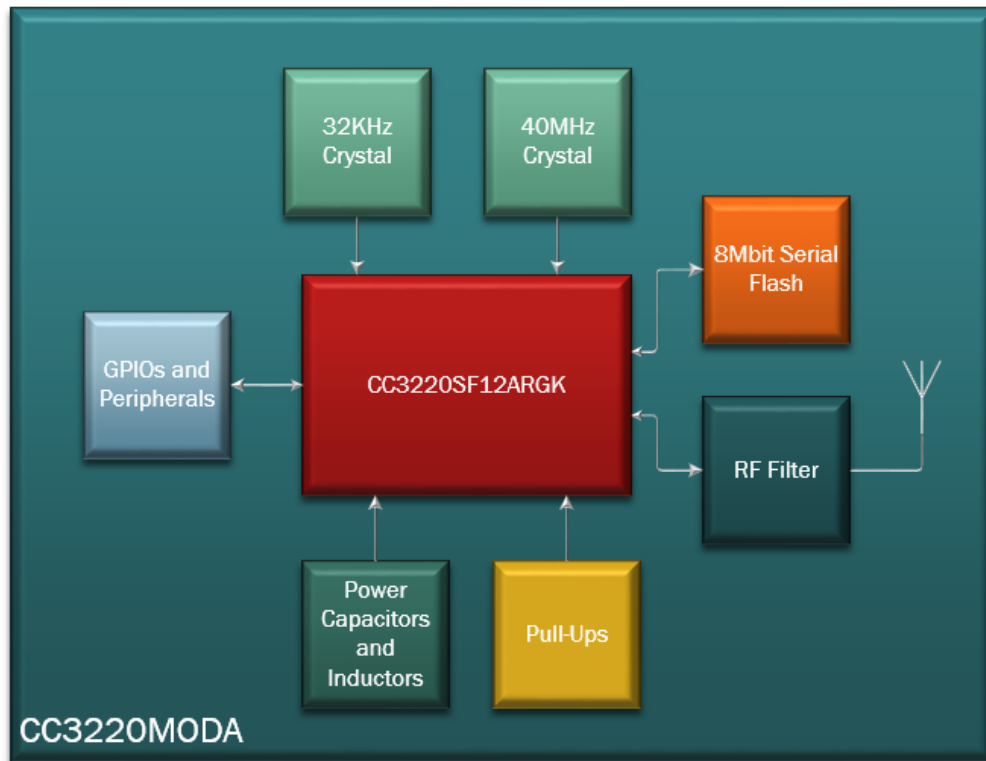 32KHz
Crystal
40MHz
Crystal
8Mbit Serial
Flash
GPIOs and
Peripherals
CC3220SF12ARGK
RF Filter
Power
Capacitors
and
Inductors
Pull-Ups
CC3220MODA